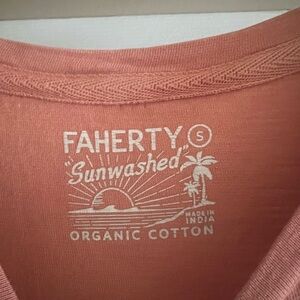 FAHERTY S
"Sunwashed"
MADE IN
INDIA
ORGANIC COTTON